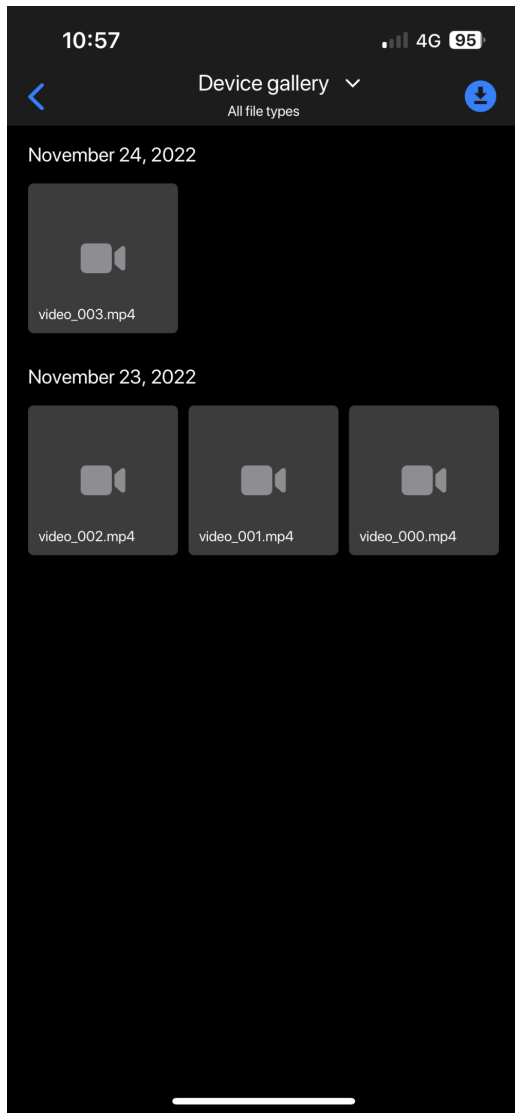 10:57 4G 95
Device gallery
All file types
November 24, 2022
video_003.mp4
November 23, 2022
video_002.mp4 video_001.mp4 video_000.mp4